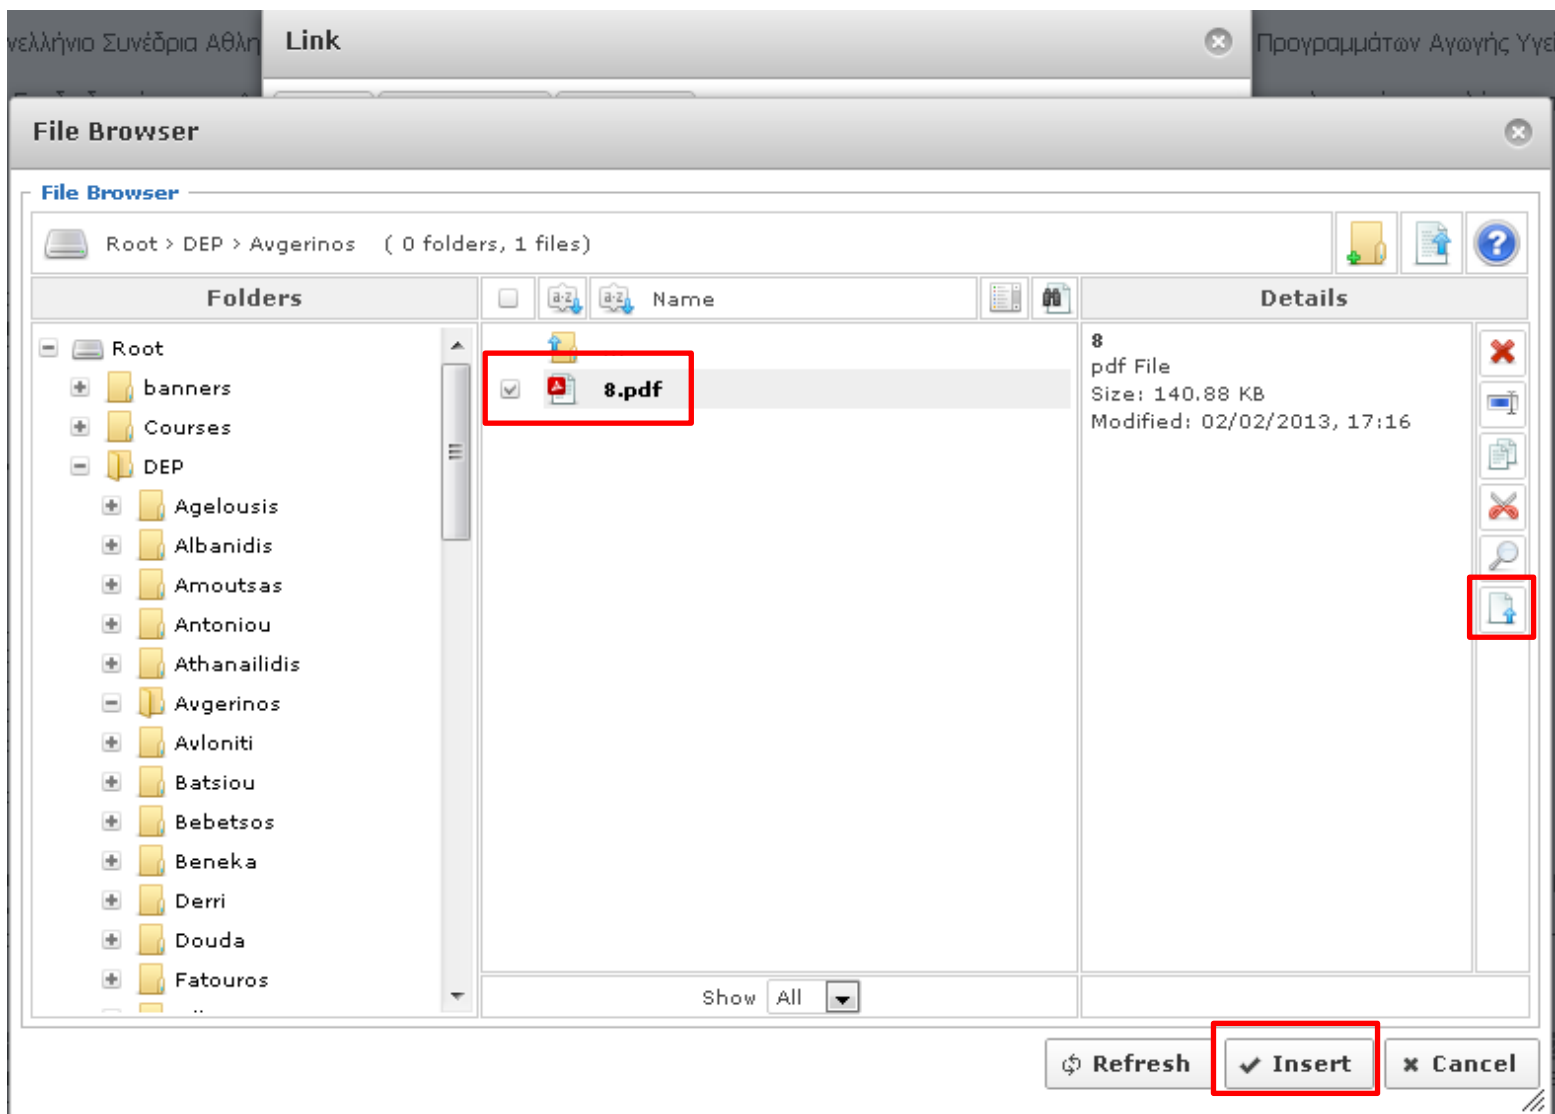 νελλήνιο Συνέδρια Αθλη
Link
Προγραμμάτων Αγωγής Υγεί
File Browser
File Browser
Root > DEP > Avgerinos ( 0 folders, 1 files)
Folders
Name
Details
Root
banners
Courses
DEP
Agelousis
Albanidis
Amoutsas
Antoniou
Athanailidis
Avgerinos
Avloniti
Batsiou
Bebetsos
Beneka
Derri
Douda
Fatouros
8.pdf
8
pdf File
Size: 140.88 KB
Modified: 02/02/2013, 17:16
Show All
Refresh
Insert
Cancel